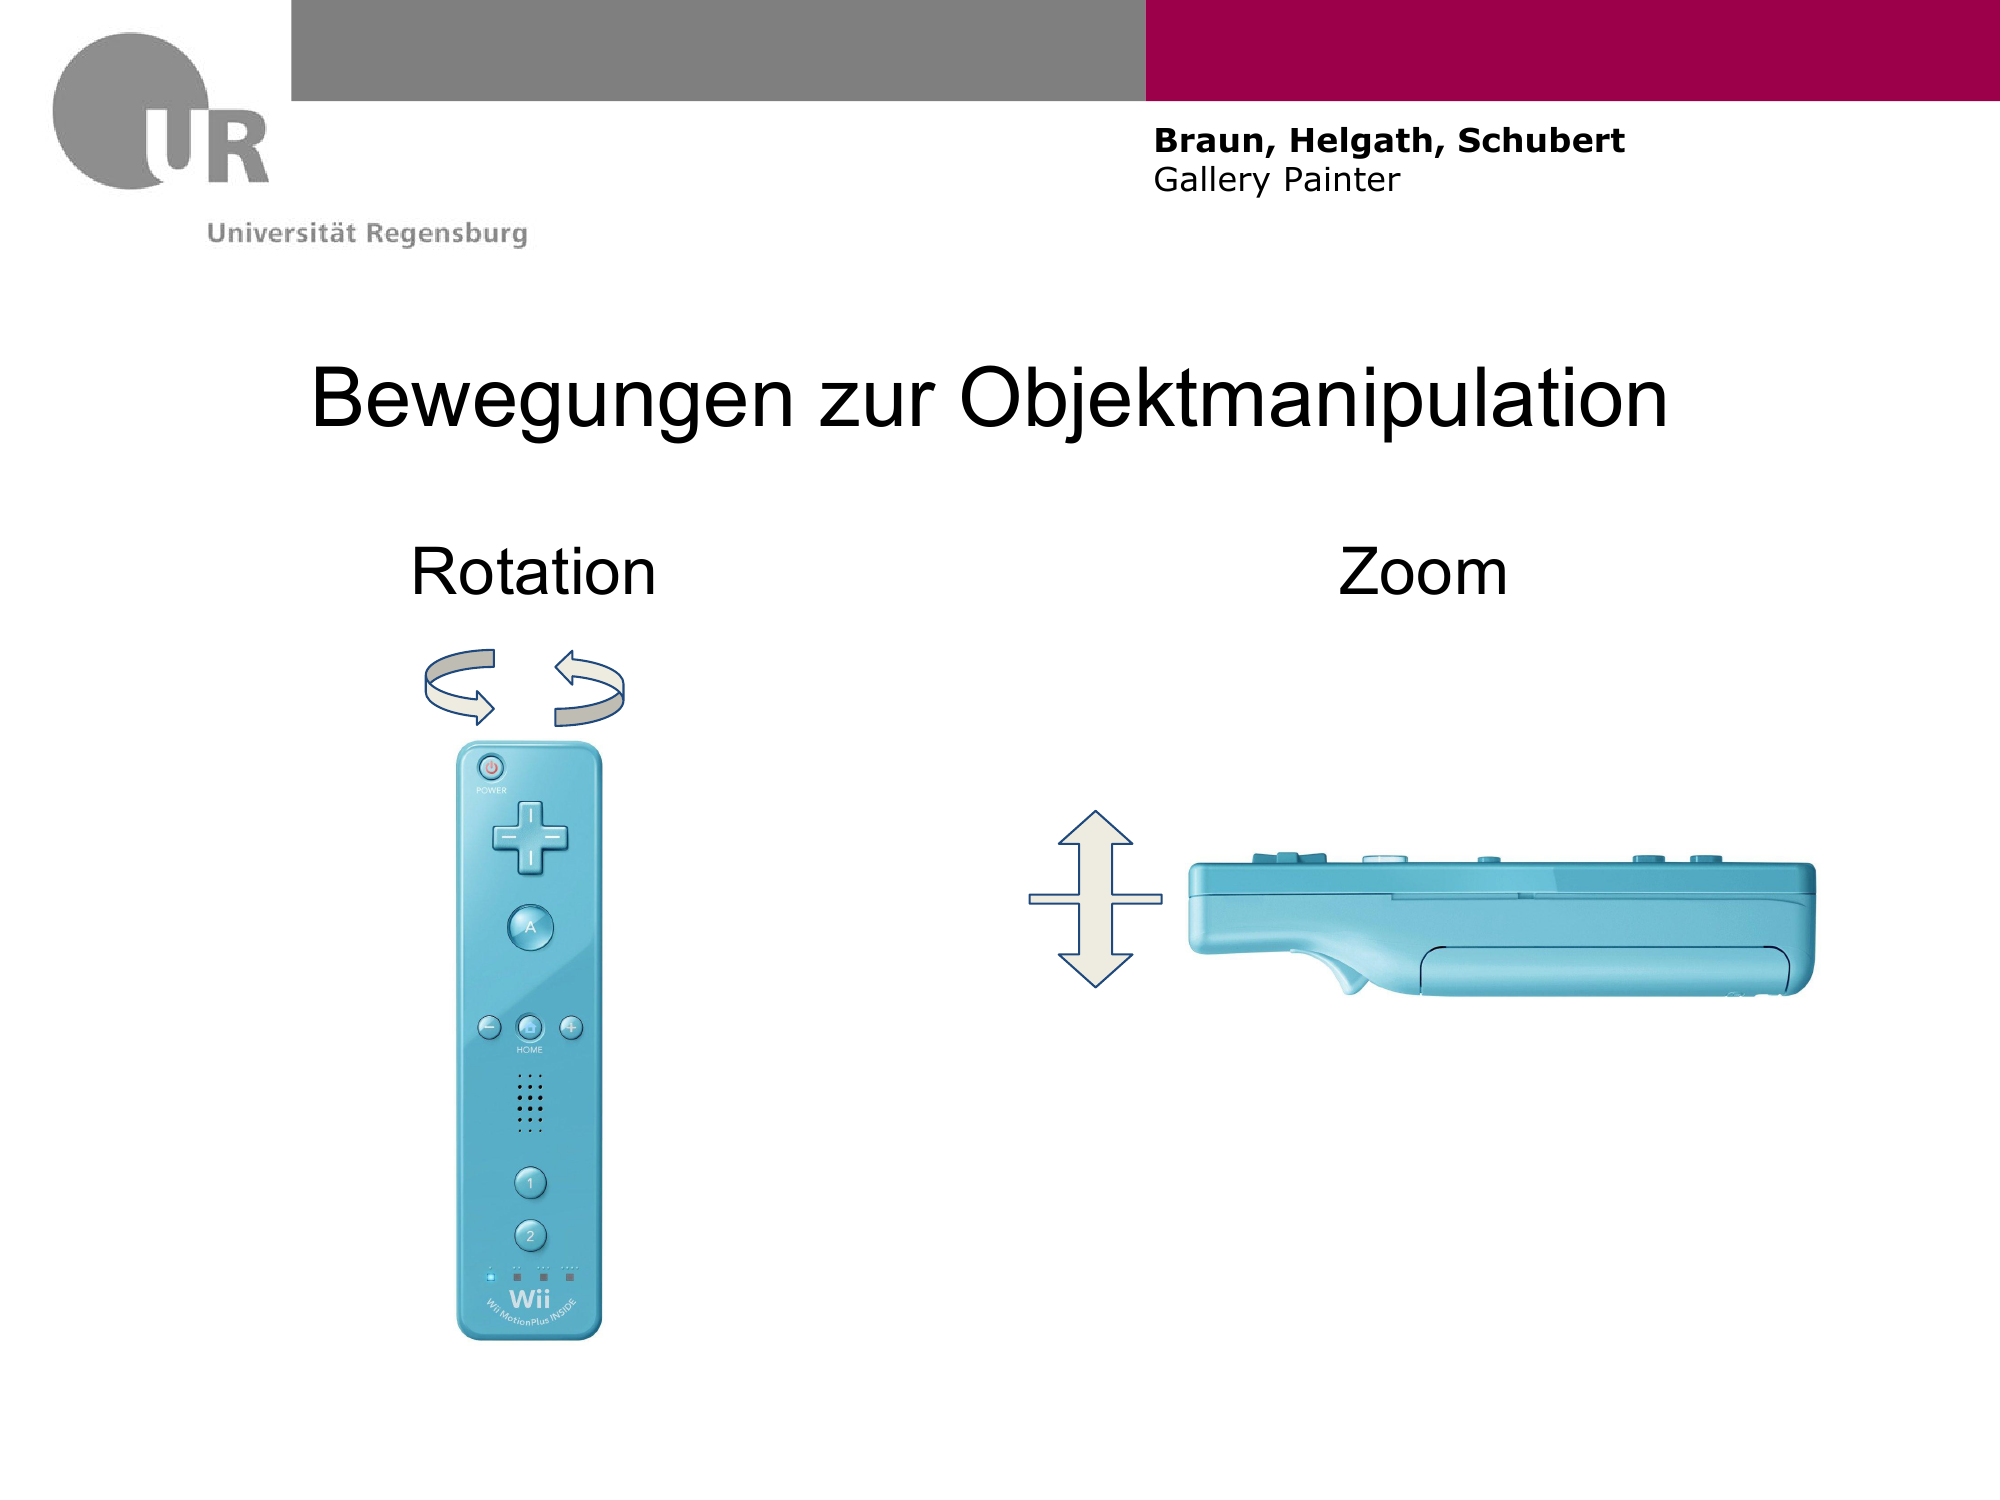 UR
Universität Regensburg
Braun, Helgath, Schubert
Gallery Painter
Bewegungen zur Objektmanipulation
Rotation
Zoom
POWER
A
HOME
1
2
Wii
Wii MotionPlus INSIDE